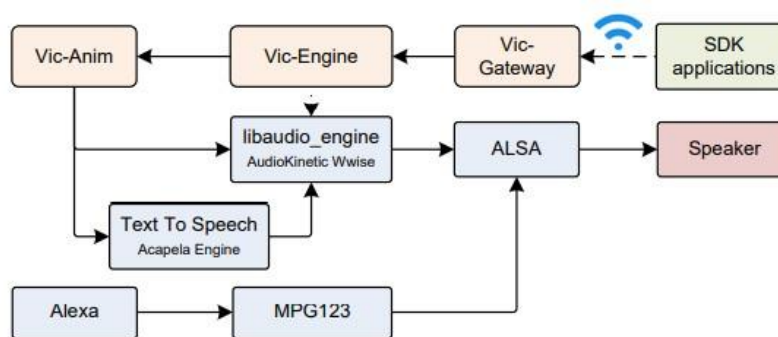 Vic-Anim
Vic-Engine
Vic-
Gateway
SDK
applications
libaudio_engine
AudioKinetic Wwise
ALSA
Speaker
Text To Speech
Acapela Engine
Alexa
MPG123